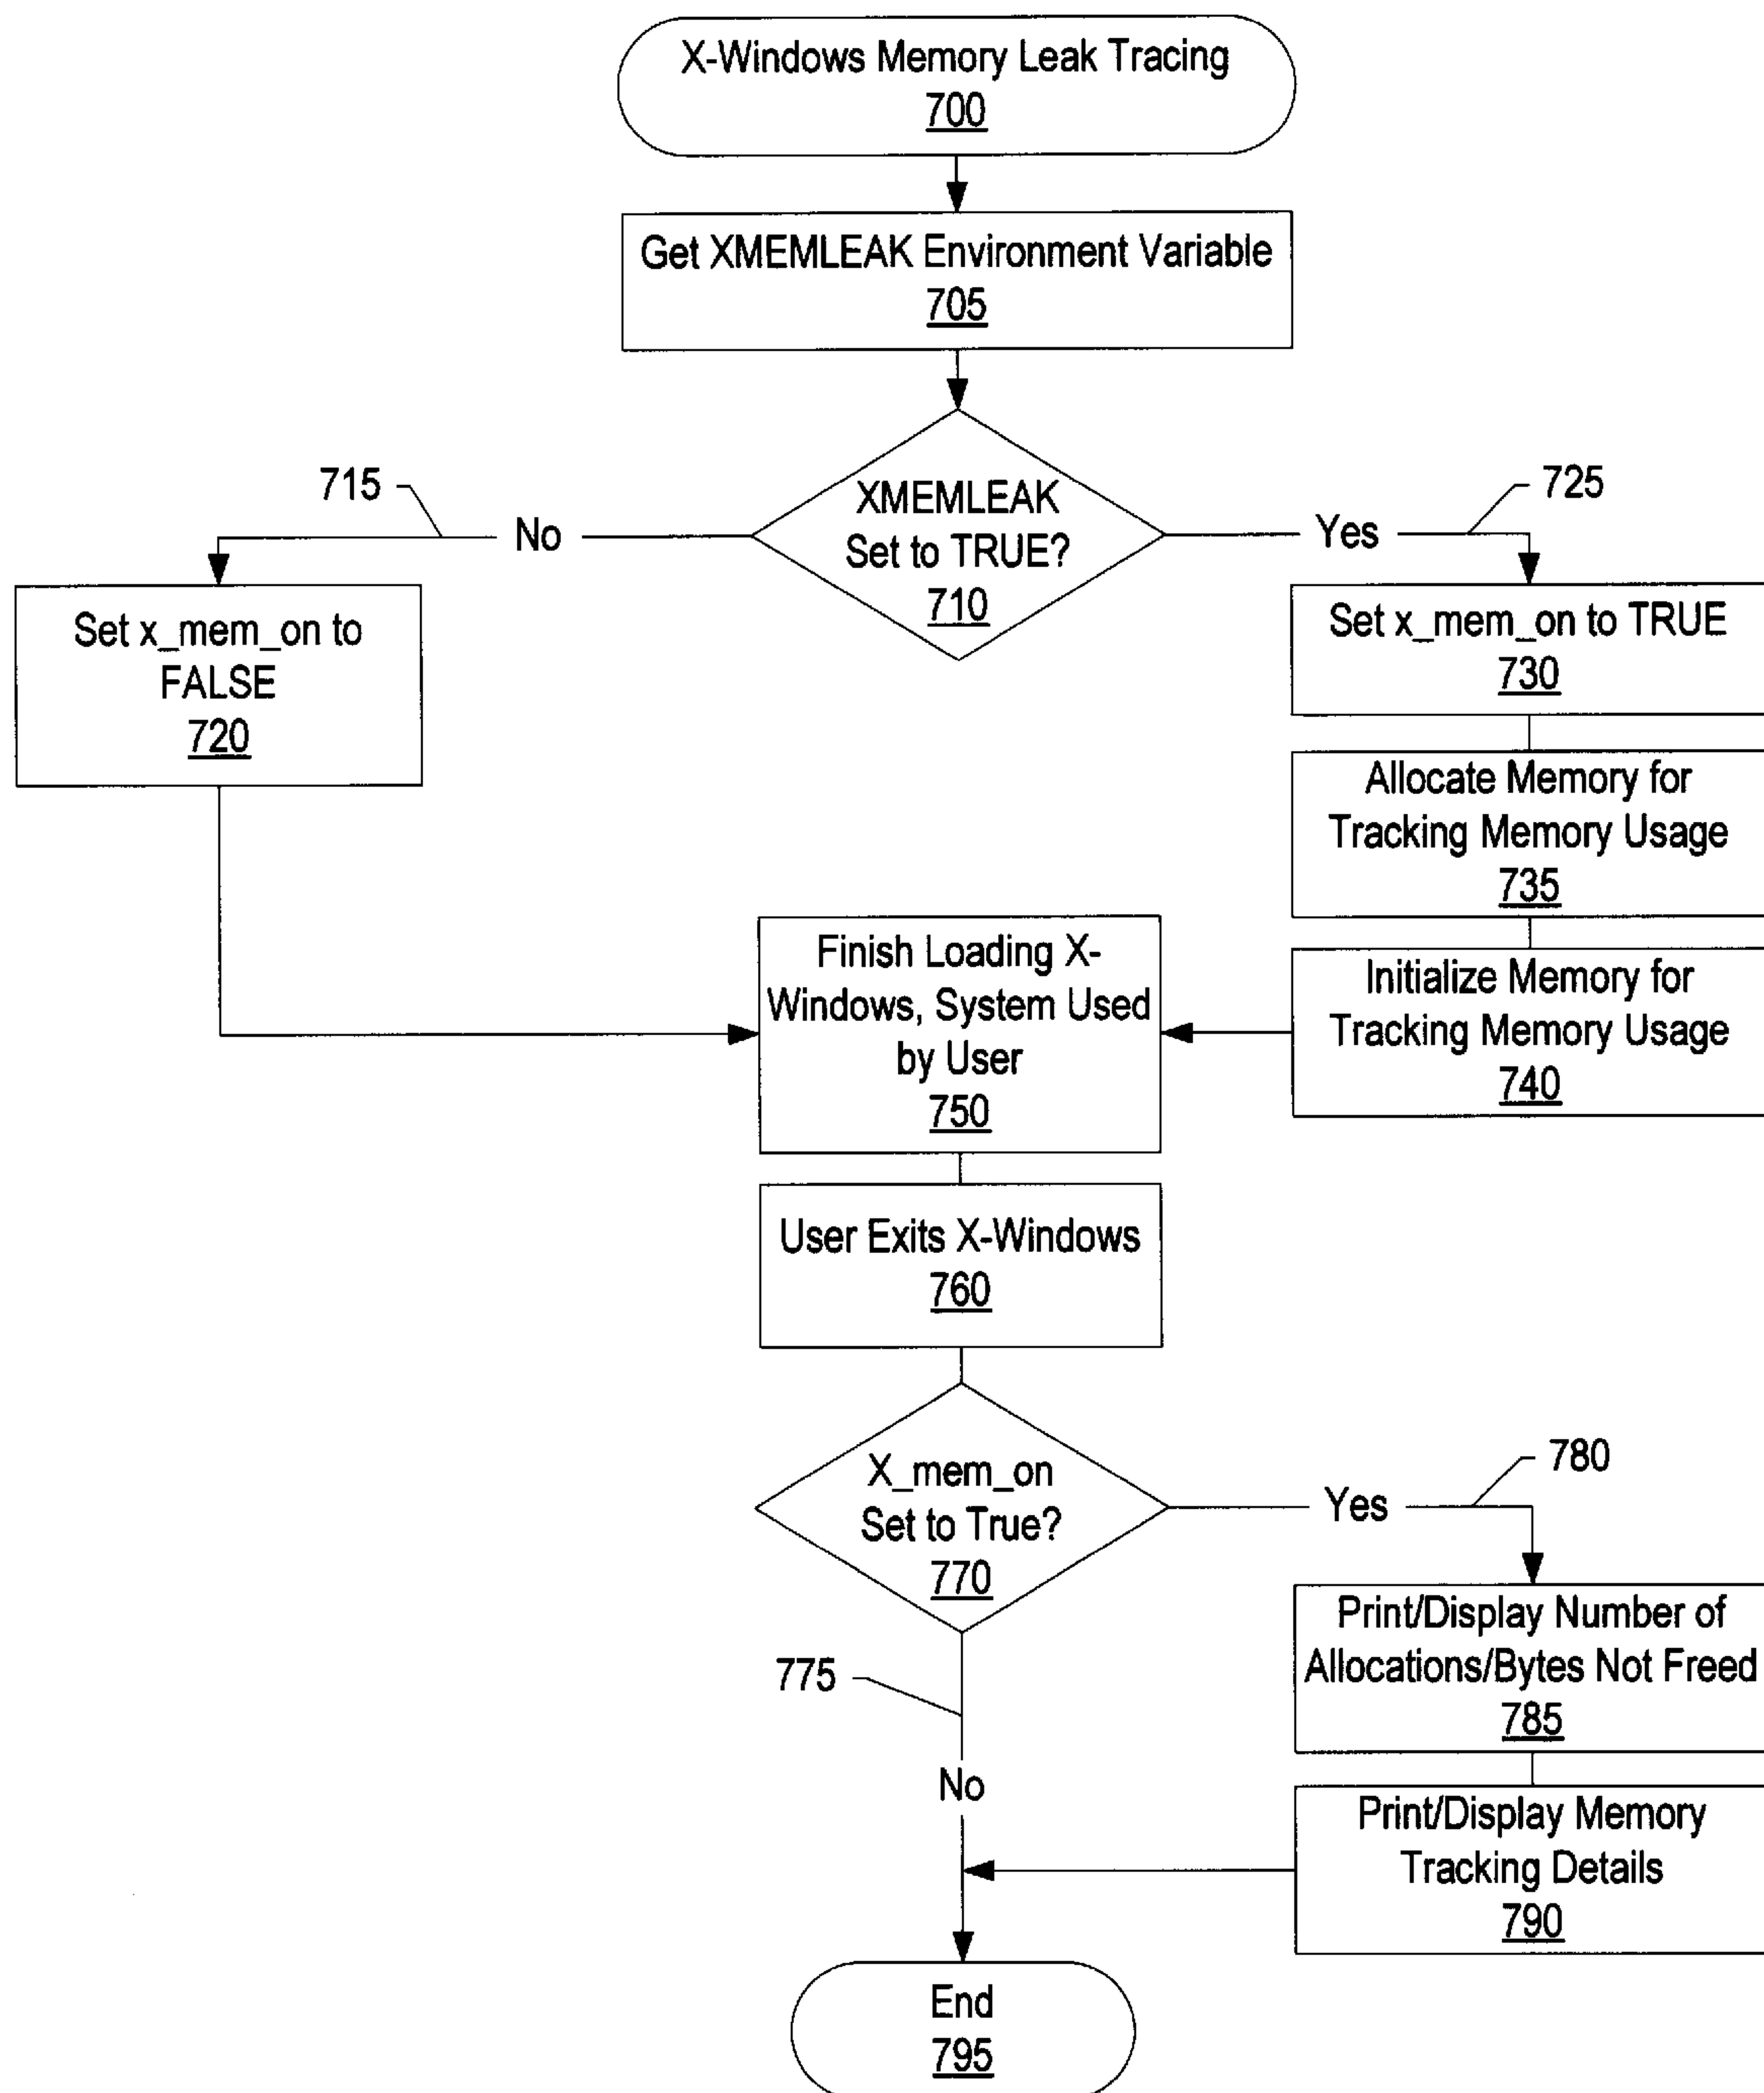 X-Windows Memory Leak Tracing
700
Get XMEMLEAK Environment Variable
705
XMEMLEAK
Set to TRUE?
710
715
No
Yes
725
Set x_mem_on to
FALSE
720
Set x_mem_on to TRUE
730
Allocate Memory for
Tracking Memory Usage
735
Initialize Memory for
Tracking Memory Usage
740
Finish Loading X-
Windows, System Used
by User
750
User Exits X-Windows
760
X_mem_on
Set to True?
770
Yes
780
775
No
Print/Display Number of
Allocations/Bytes Not Freed
785
Print/Display Memory
Tracking Details
790
End
795